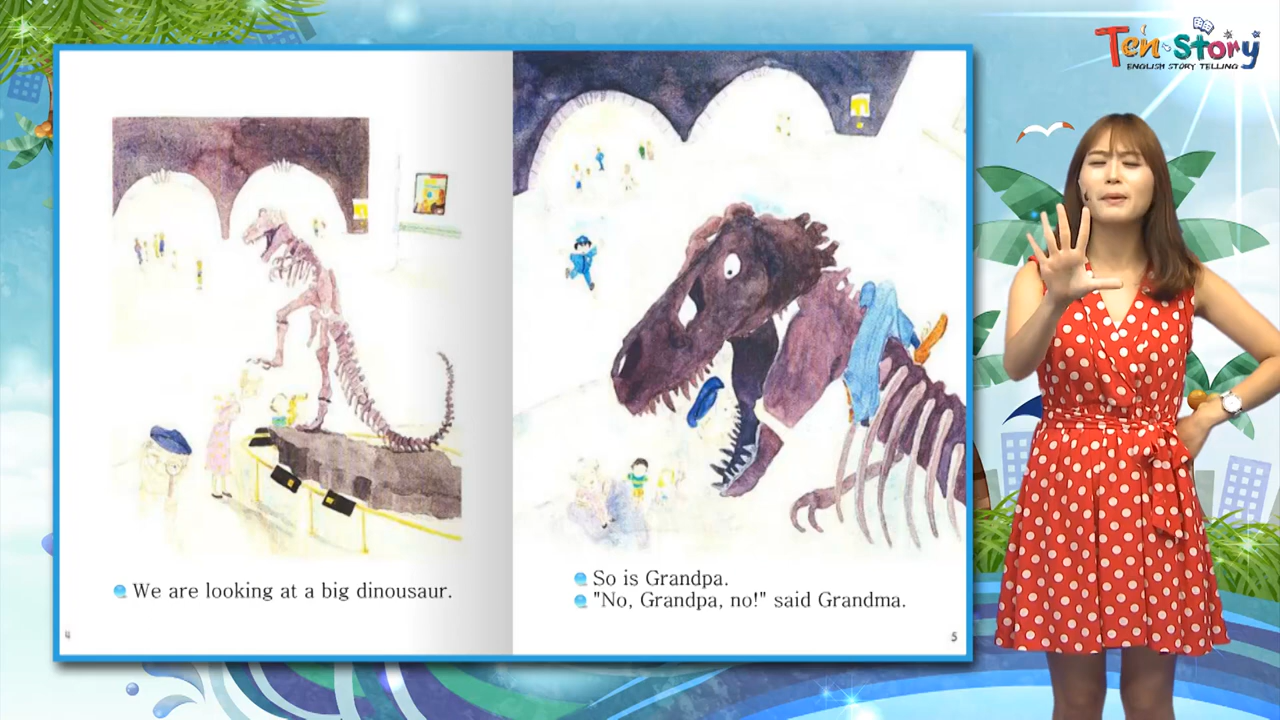 Ten Story
ENGLISH STORY TELLING
We are looking at a big dinousaur.
So is Grandpa.
"No, Grandpa, no!" said Grandma.
4
5